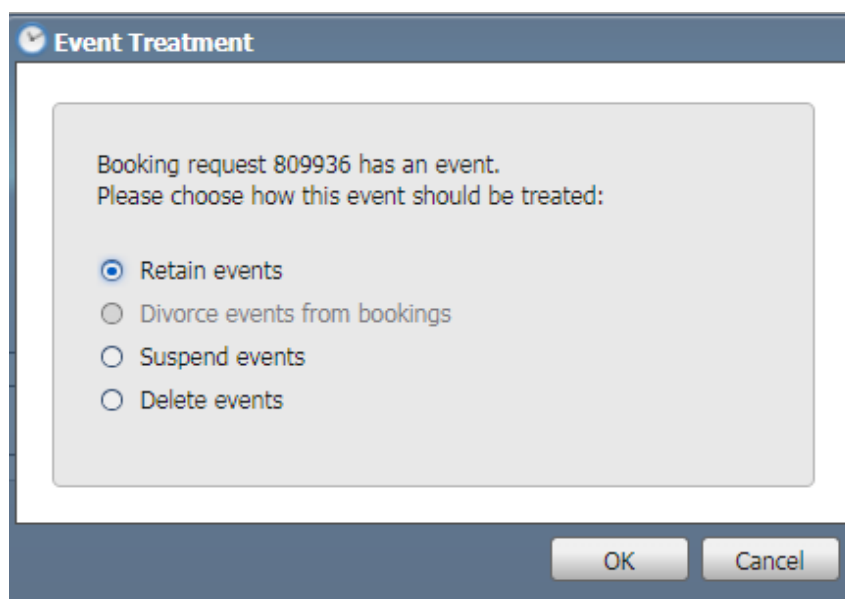 Event Treatment
Booking request 809936 has an event.
Please choose how this event should be treated:
Retain events
Divorce events from bookings
Suspend events
Delete events
OK
Cancel